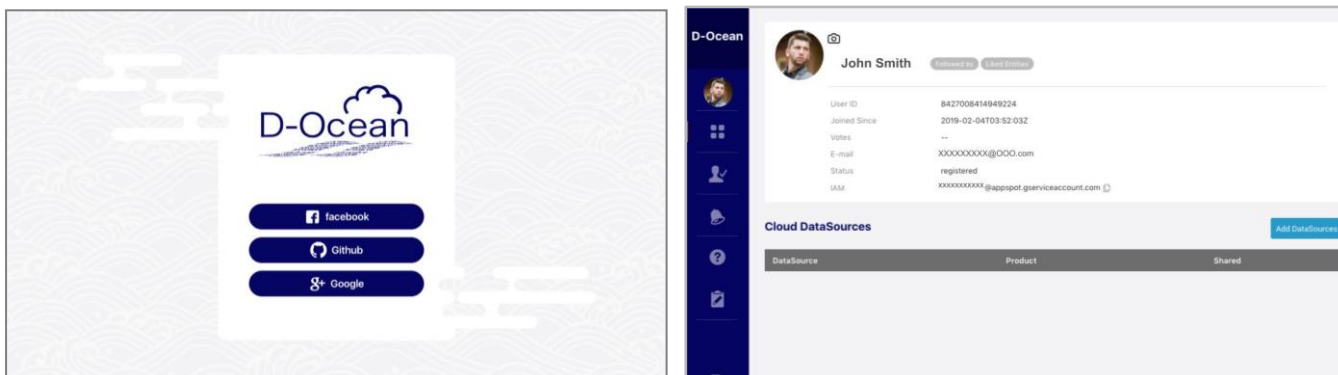 D-Ocean
facebook
Github
Google
D-Ocean
John Smith Followed by Liked Entities
User ID 8427008414949224
Joined Since 2019-02-04T03:52:03Z
Votes --
E-mail XXXXXXXXX@OOO.com
Status registered
IAM xxxxxxxxxxx@appspot.gserviceaccount.com
Cloud DataSources Add DataSources
DataSource Product Shared